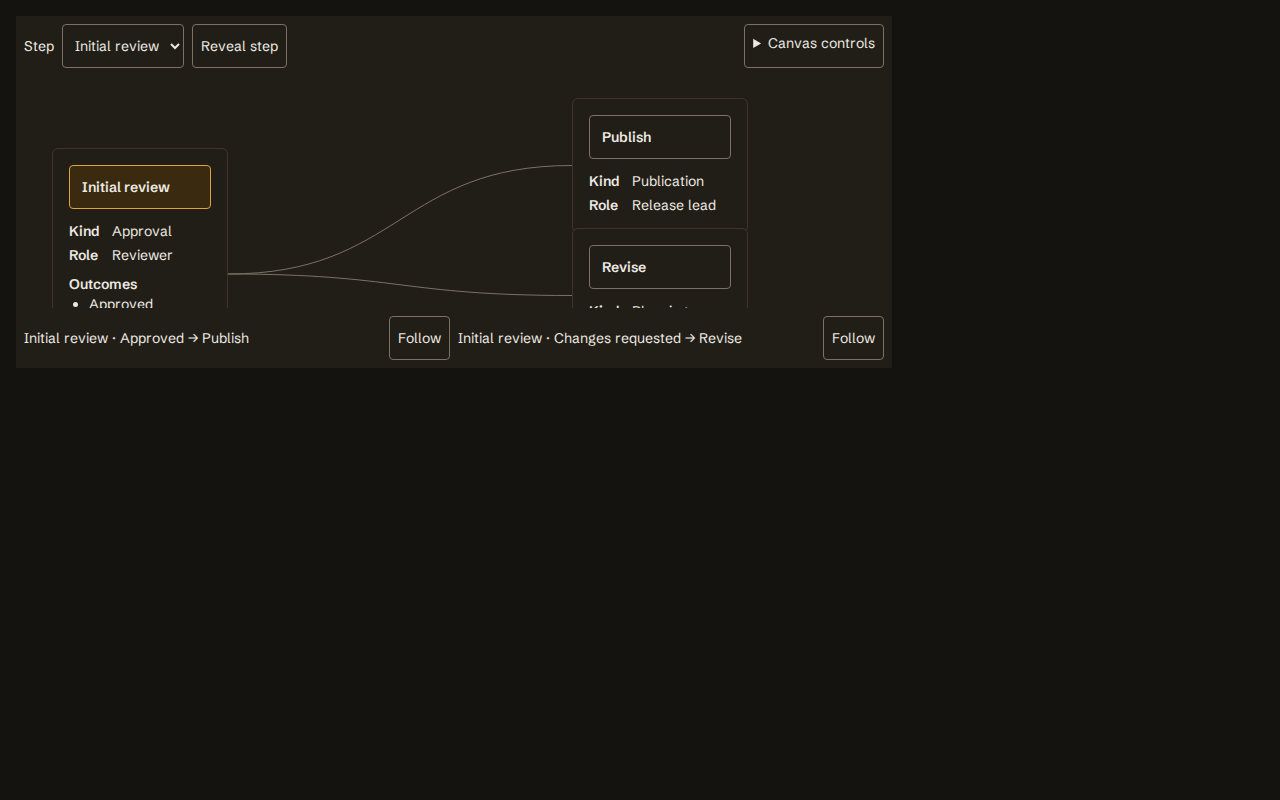 Step Initial review Reveal step Canvas controls
Publish
Kind Publication
Role Release lead
Initial review
Kind Approval
Role Reviewer
Outcomes
Approved
Revise
Initial review · Approved → Publish Follow
Initial review · Changes requested → Revise Follow